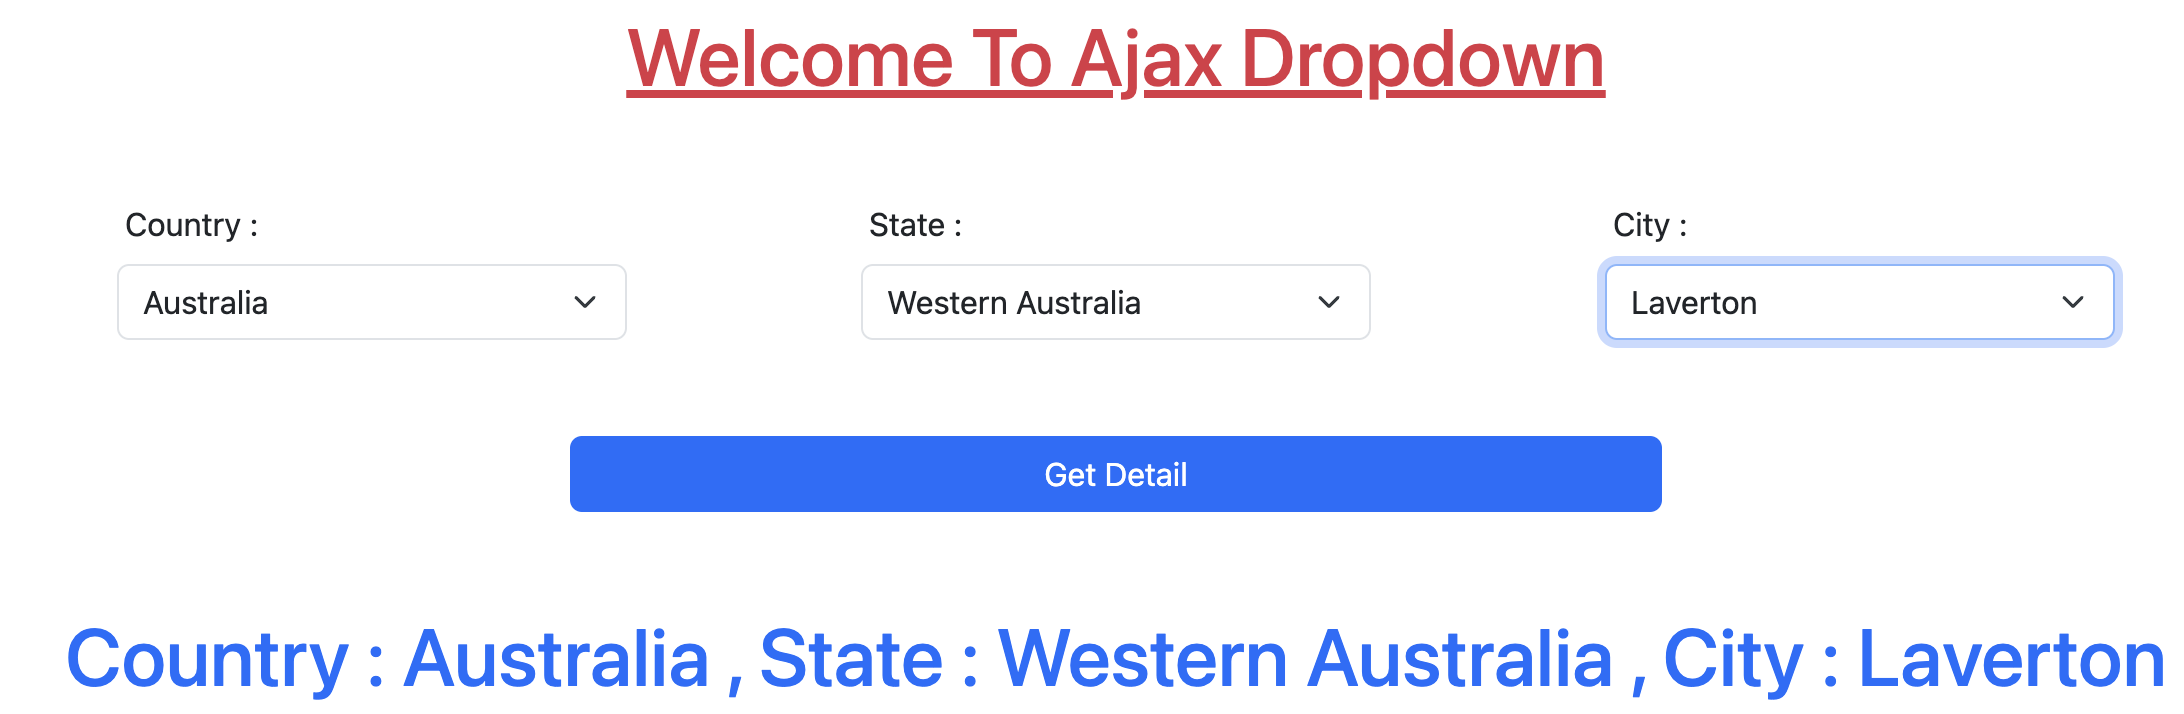 Welcome To Ajax Dropdown
Country :
State :
City :
Australia
Western Australia
Laverton
Get Detail
Country : Australia , State : Western Australia , City : Laverton